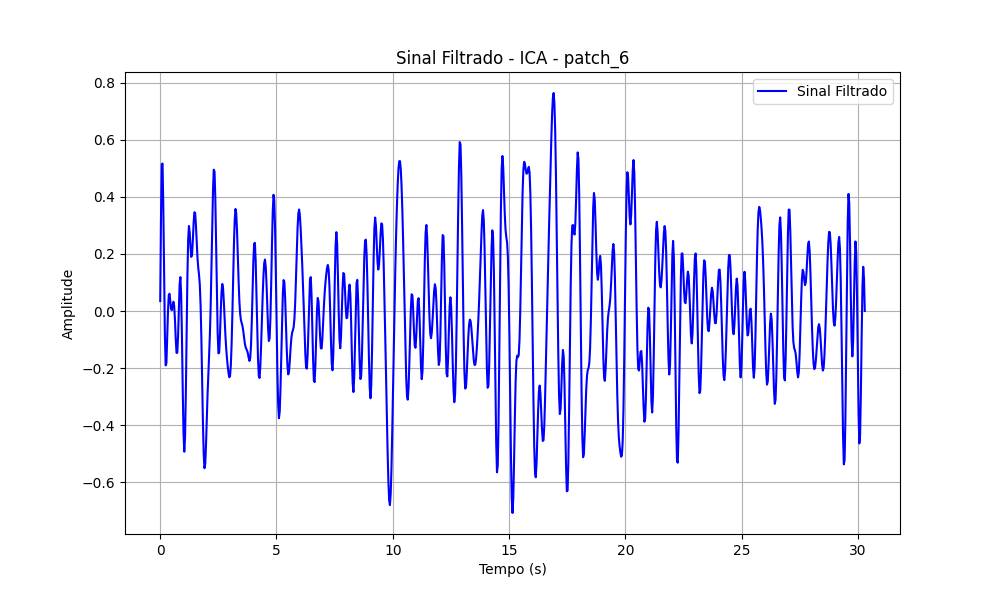 Sinal Filtrado - ICA - patch_6
Sinal Filtrado
Amplitude
0.8
0.6
0.4
0.2
0.0
−0.2
−0.4
−0.6
0 5 10 15 20 25 30
Tempo (s)